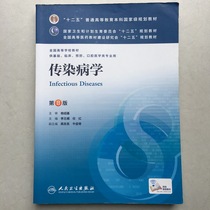 "十二五"普通高等教育本科国家级规划教材
国家卫生和计划生育委员会"十二五"规划教材
全国高等医药教材建设研究会"十二五"规划教材
全国高等学校教材
供基础、临床、预防、口腔医学类专业用
传染病学
Infectious Diseases
第8版
主编
副主编
人民卫生出版社